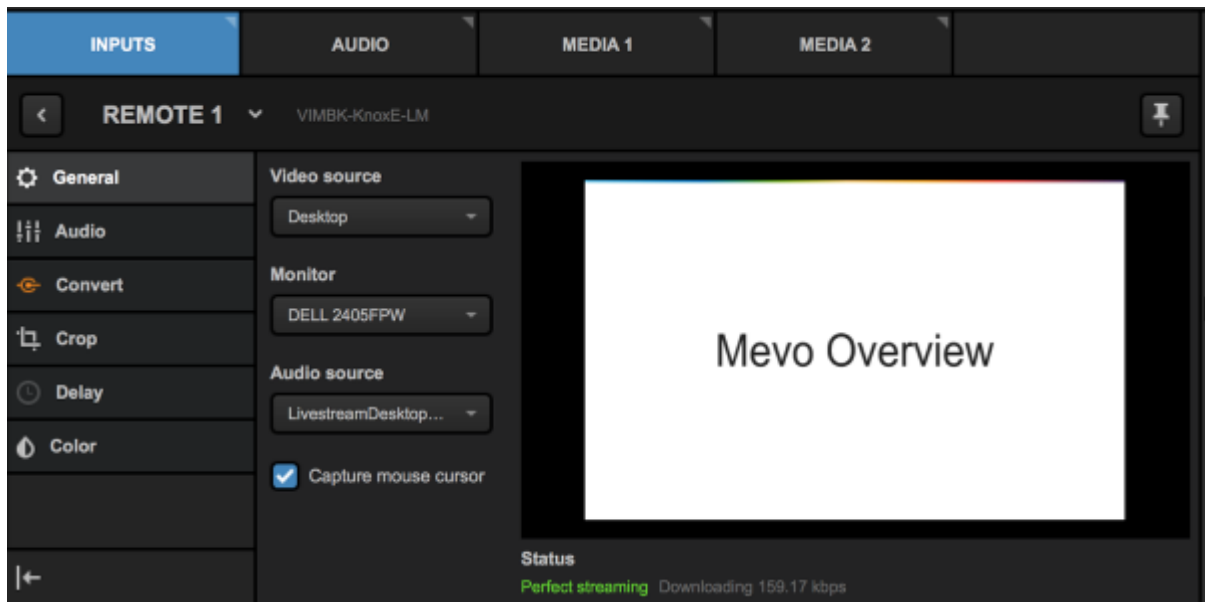 INPUTS AUDIO MEDIA 1 MEDIA 2
REMOTE 1 VIMBK-KnoxE-LM
General
Audio
Convert
Crop
Delay
Color
Video source
Desktop
Monitor
DELL 2405FPW
Audio source
LivestreamDesktop...
Capture mouse cursor
Mevo Overview
Status
Perfect streaming Downloading 159.17 kbps